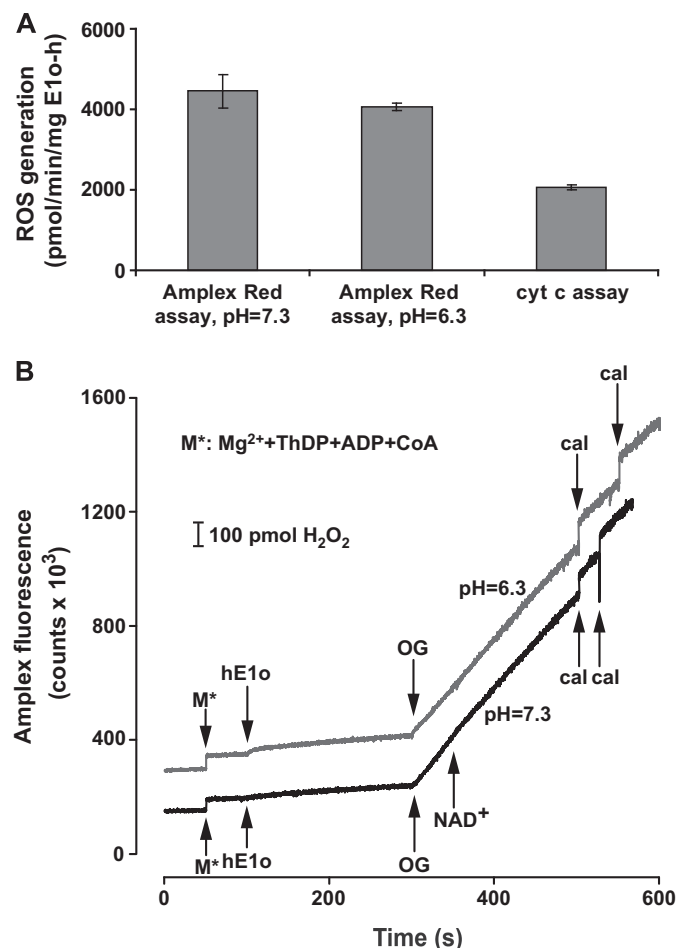 A
6000
4000
2000
0
ROS generation
(pmol/min/mg E1o-h)
Amplex Red
assay, pH=7.3
Amplex Red
assay, pH=6.3
cyt c assay
B
1600
1200
800
400
0
Amplex fluorescence
(counts x 10³)
M*: Mg²⁺+ThDP+ADP+CoA
100 pmol H₂O₂
cal
cal
pH=6.3
OG
hE1o
M*
cal cal
pH=7.3
NAD⁺
M* hE1o
OG
0 200 400 600
Time (s)